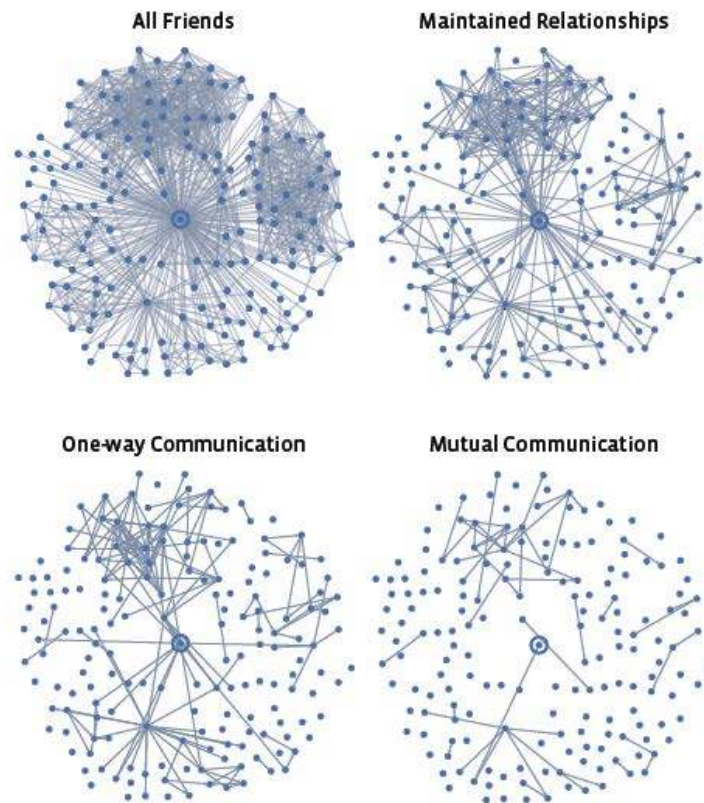 All Friends
Maintained Relationships
One-way Communication
Mutual Communication